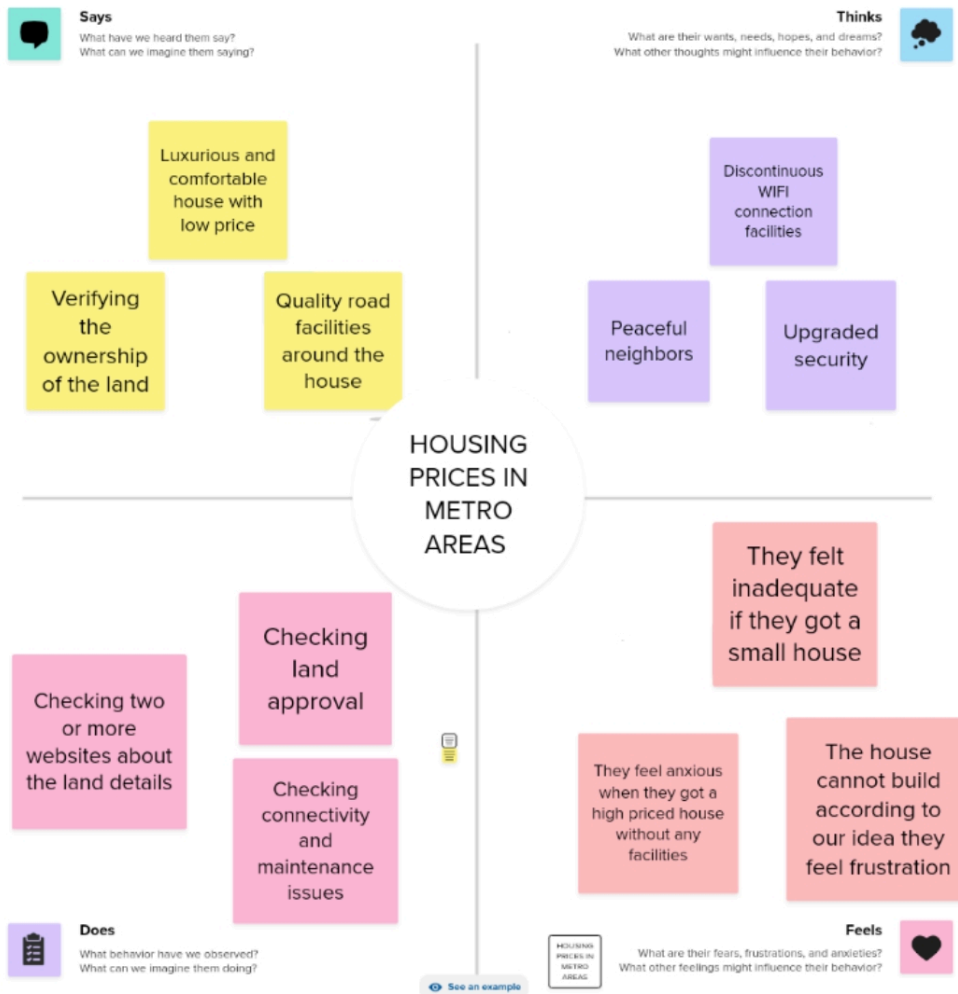 Says
What have we heard them say?
What can we imagine them saying?
Thinks
What are their wants, needs, hopes, and dreams?
What other thoughts might influence their behavior?
Luxurious and
comfortable
house with
low price
Verifying
the
ownership
of the land
Quality road
facilities
around the
house
Discontinuous
WIFI
connection
facilities
Peaceful
neighbors
Upgraded
security
HOUSING
PRICES IN
METRO
AREAS
Checking two
or more
websites about
the land details
Checking
land
approval
Checking
connectivity
and
maintenance
issues
They felt
inadequate
if they got a
small house
They feel anxious
when they got a
high priced house
without any
facilities
The house
cannot build
according to
our idea they
feel frustration
Does
What behavior have we observed?
What can we imagine them doing?
See an example
HOUSING
PRICES IN
METRO
AREAS
Feels
What are their fears, frustrations, and anxieties?
What other feelings might influence their behavior?